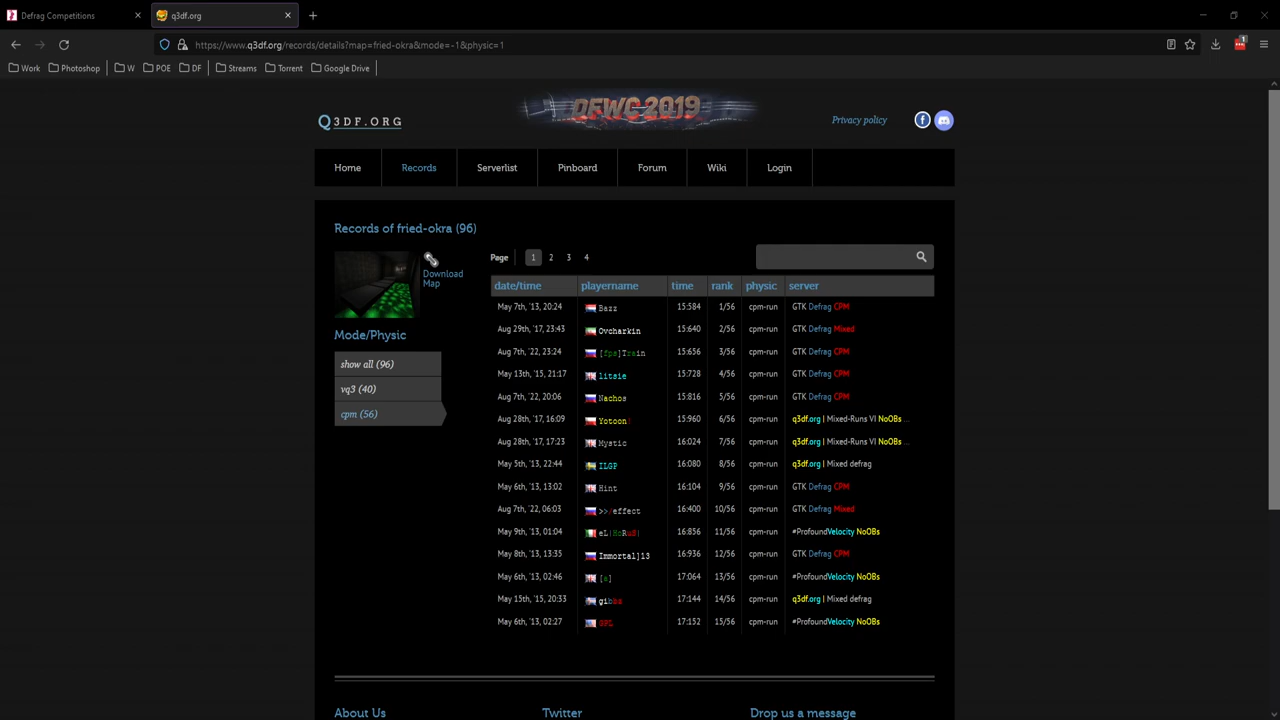 Defrag Competitions
q3df.org
https://www.q3df.org/records/details?map=fried-okra&mode=-1&physic=1
1
Work Photoshop W POE DF Streams Torrent Google Drive
Q3DF.ORG
DFWC 2019
Privacy policy
Home Records Serverlist Pinboard Forum Wiki Login
Records of fried-okra (96)
Download
Map
Mode/Physic
show all (96)
vq3 (40)
cpm (56)
Page 1 2 3 4
date/time playername time rank physic server
May 7th, '13, 20:24 Bazz 15:584 1/56 cpm-run GTK Defrag CPM
Aug 29th, '17, 23:43 Ovcharkin 15:640 2/56 cpm-run GTK Defrag Mixed
Aug 7th, '22, 23:24 [fps]Train 15:656 3/56 cpm-run GTK Defrag CPM
May 13th, '15, 21:17 litsie 15:728 4/56 cpm-run GTK Defrag CPM
Aug 7th, '22, 20:06 Nachos 15:816 5/56 cpm-run GTK Defrag CPM
Aug 28th, '17, 16:09 Yotoon! 15:960 6/56 cpm-run q3df.org | Mixed-Runs VI NoOBs ...
Aug 28th, '17, 17:23 Mystic 16:024 7/56 cpm-run q3df.org | Mixed-Runs VI NoOBs ...
May 5th, '13, 22:44 ILGP 16:080 8/56 cpm-run q3df.org | Mixed defrag
May 6th, '13, 13:02 Hint 16:104 9/56 cpm-run GTK Defrag CPM
Aug 7th, '22, 06:03 >>/effect 16:400 10/56 cpm-run GTK Defrag Mixed
May 9th, '13, 01:04 eL|HoRuS| 16:856 11/56 cpm-run #ProfoundVelocity NoOBs
May 8th, '13, 13:35 Immortal]13 16:936 12/56 cpm-run GTK Defrag CPM
May 6th, '13, 02:46 [a] 17:064 13/56 cpm-run #ProfoundVelocity NoOBs
May 15th, '15, 20:33 gibbs 17:144 14/56 cpm-run q3df.org | Mixed defrag
May 6th, '13, 02:27 GPL 17:152 15/56 cpm-run #ProfoundVelocity NoOBs
About Us Twitter Drop us a message